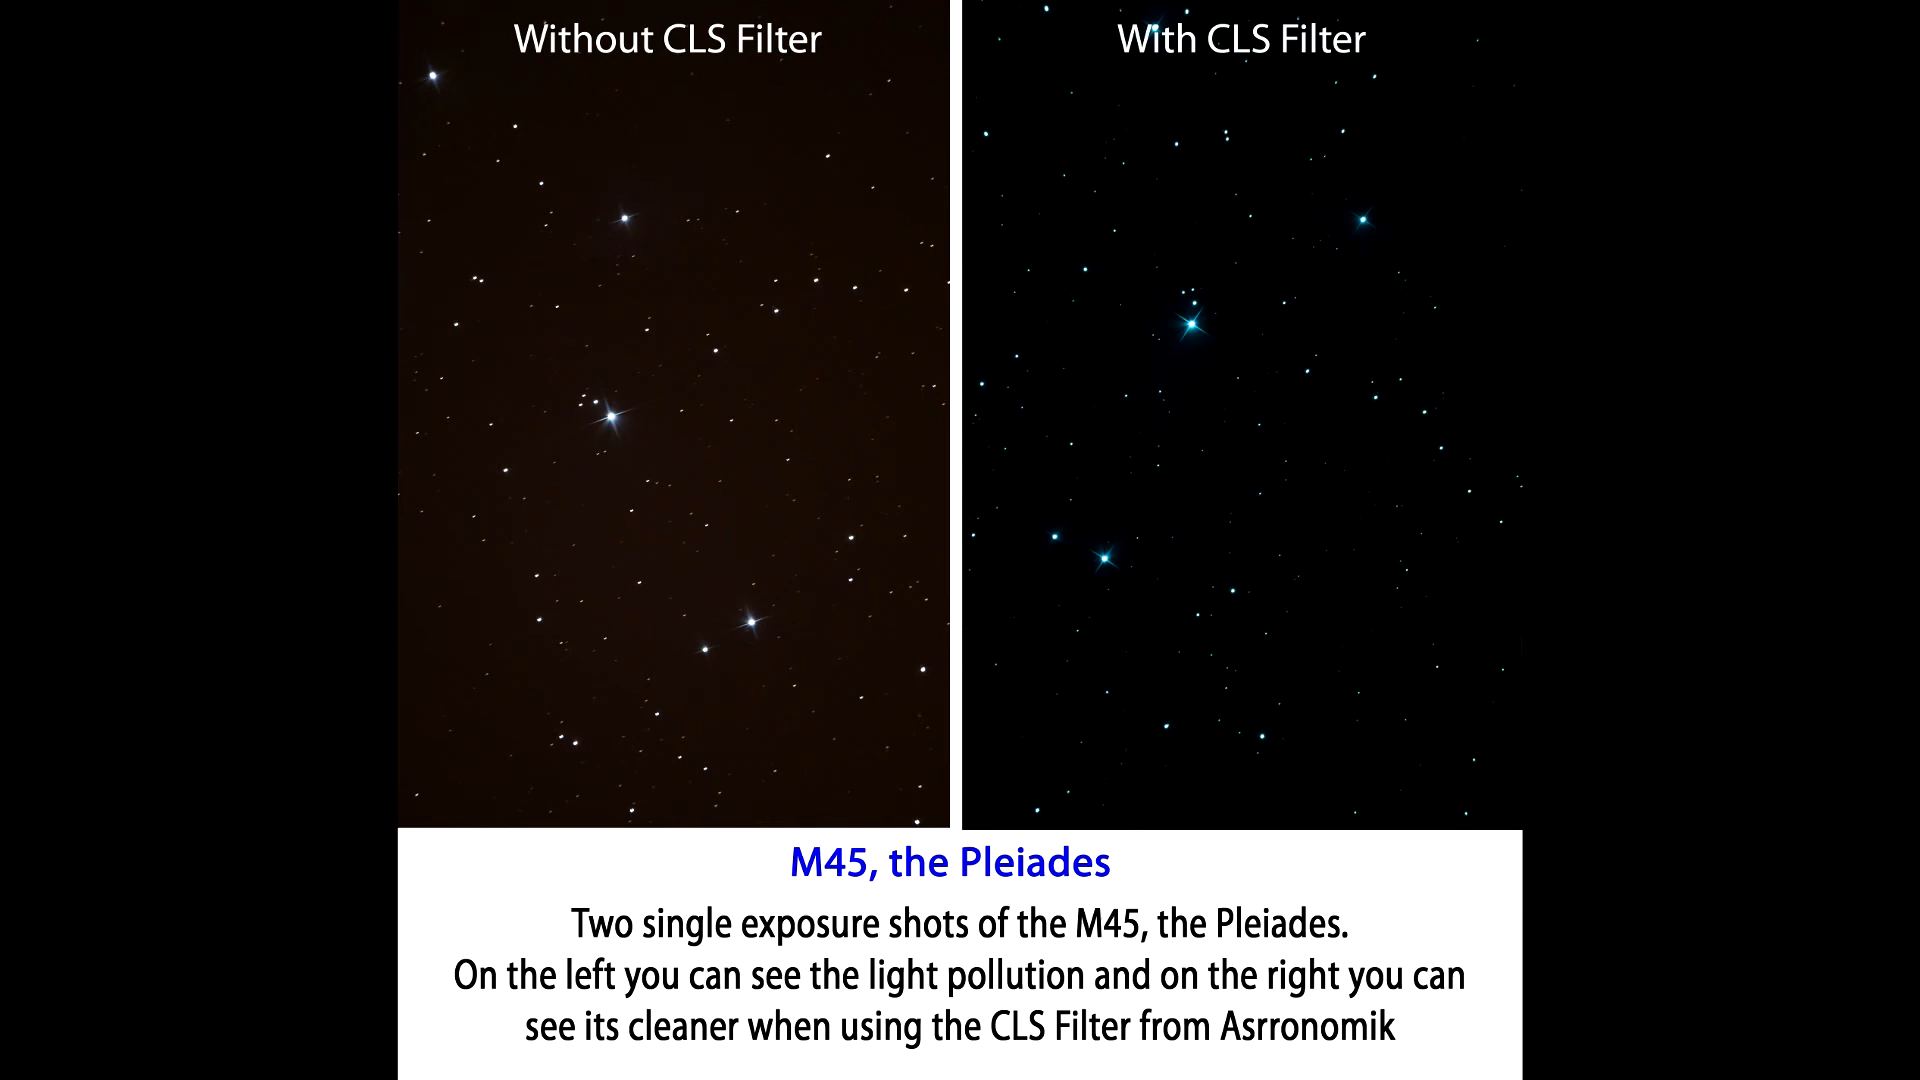 Without CLS Filter
With CLS Filter
M45, the Pleiades
Two single exposure shots of the M45, the Pleiades.
On the left you can see the light pollution and on the right you can
see its cleaner when using the CLS Filter from Asrronomik